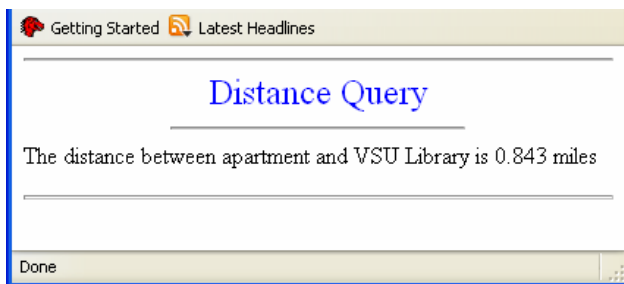 Getting Started Latest Headlines
Distance Query
The distance between apartment and VSU Library is 0.843 miles
Done